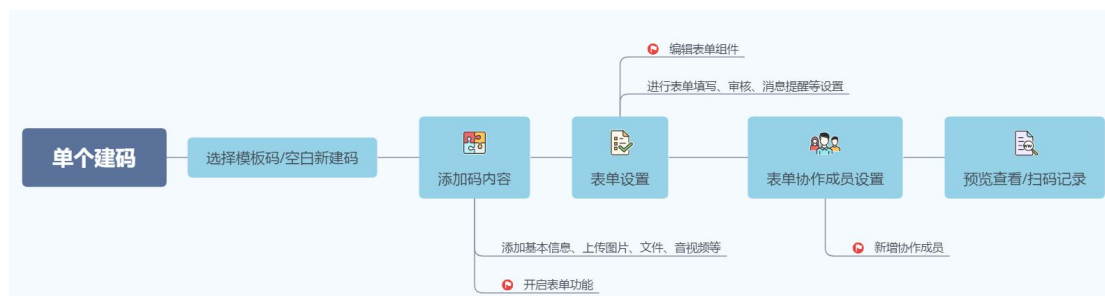 编辑表单组件
进行表单填写、审核、消息提醒等设置
单个建码
选择模板码/空白新建码
添加码内容
表单设置
表单协作成员设置
预览查看/扫码记录
添加基本信息、上传图片、文件、音视频等
新增协作成员
开启表单功能